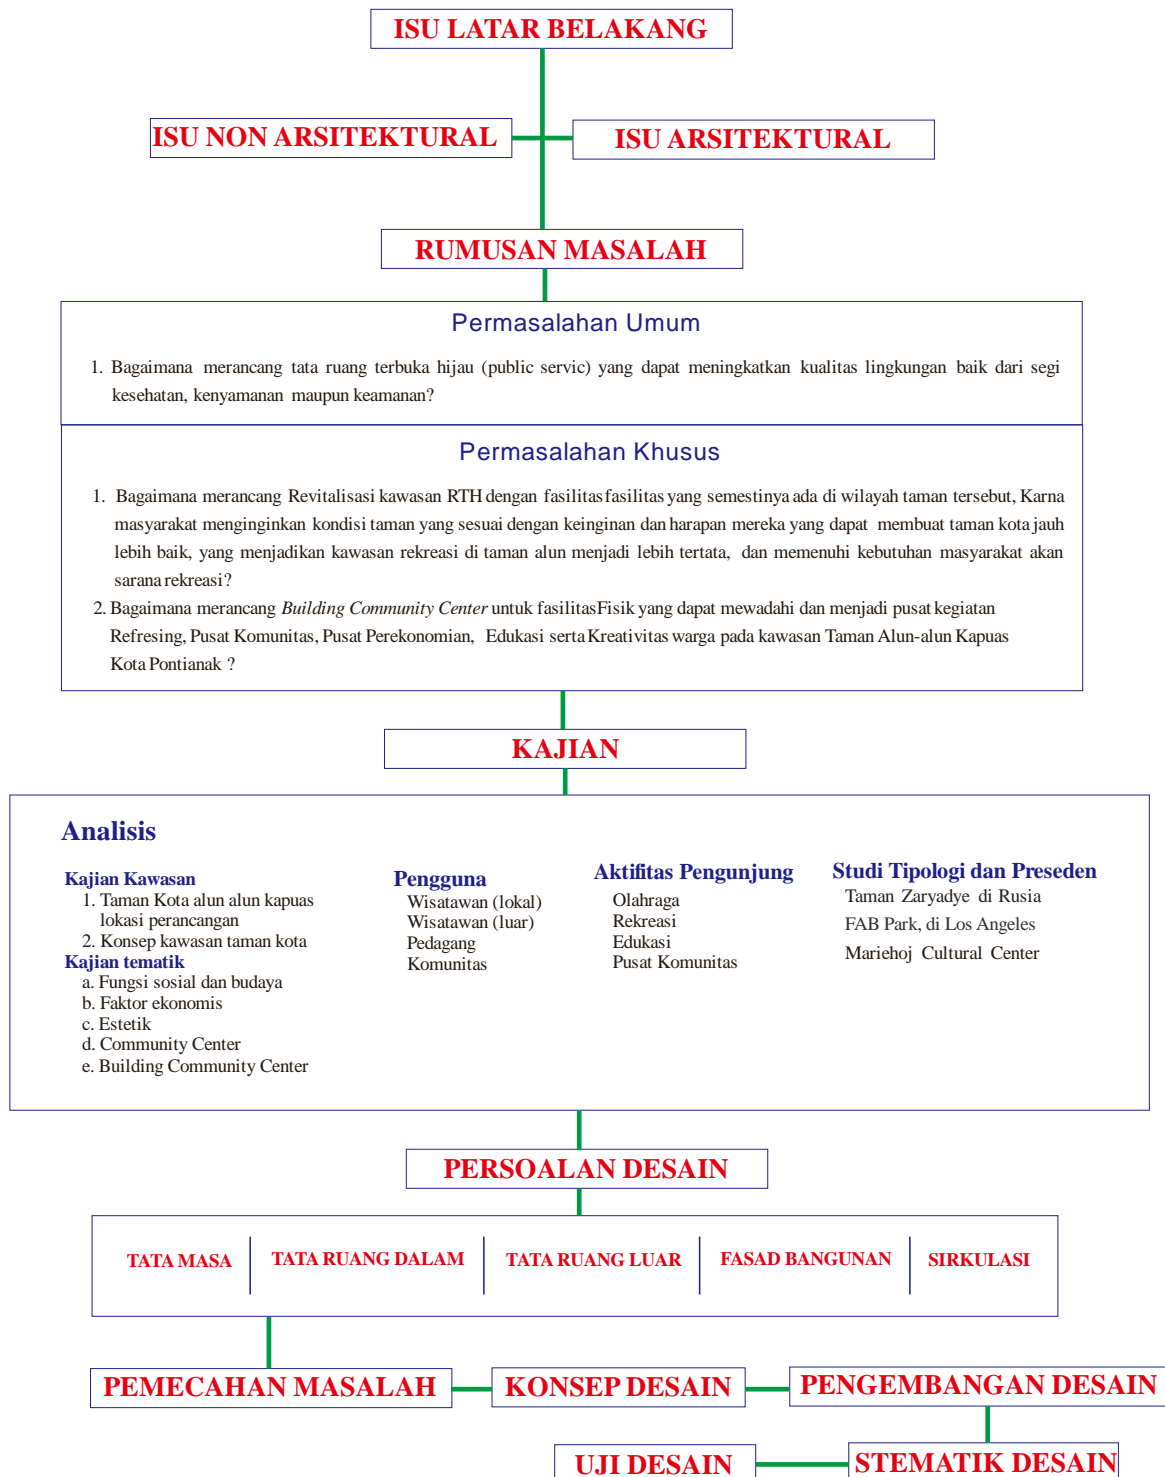 ISU LATAR BELAKANG
ISU NON ARSITEKTURAL
ISU ARSITEKTURAL
RUMUSAN MASALAH
Permasalahan Umum
1. Bagaimana merancang tata ruang terbuka hijau (public servic) yang dapat meningkatkan kualitas lingkungan baik dari segi
kesehatan, kenyamanan maupun keamanan?
Permasalahan Khusus
1. Bagaimana merancang Revitalisasi kawasan RTH dengan fasilitasfasilitas yang semestinya ada di wilayah taman tersebut, Karna
masyarakat menginginkan kondisi taman yang sesuai dengan keinginan dan harapan mereka yang dapat membuat taman kota jauh
lebih baik, yang menjadikan kawasan rekreasi di taman alun menjadi lebih tertata, dan memenuhi kebutuhan masyarakat akan
sarana rekreasi?
2. Bagaimana merancang Building Community Center untuk fasilitasFisik yang dapat mewadahi dan menjadi pusat kegiatan
Refresing, Pusat Komunitas, Pusat Perekonomian, Edukasi serta Kreativitas warga pada kawasan Taman Alun-alun Kapuas
Kota Pontianak ?
KAJIAN
Analisis
Kajian Kawasan
1. Taman Kota alun alun kapuas
lokasi perancangan
2. Konsep kawasan taman kota
Kajian tematik
a. Fungsi sosial dan budaya
b. Faktor ekonomis
c. Estetik
d. Community Center
e. Building Community Center
Pengguna
Wisatawan (lokal)
Wisatawan (luar)
Pedagang
Komunitas
Aktifitas Pengunjung
Olahraga
Rekreasi
Edukasi
Pusat Komunitas
Studi Tipologi dan Preseden
Taman Zaryadye di Rusia
FAB Park, di Los Angeles
Mariehoj Cultural Center
PERSOALAN DESAIN
TATA MASA
TATA RUANG DALAM
TATA RUANG LUAR
FASAD BANGUNAN
SIRKULASI
PEMECAHAN MASALAH
KONSEP DESAIN
PENGEMBANGAN DESAIN
UJI DESAIN
STEMATIK DESAIN